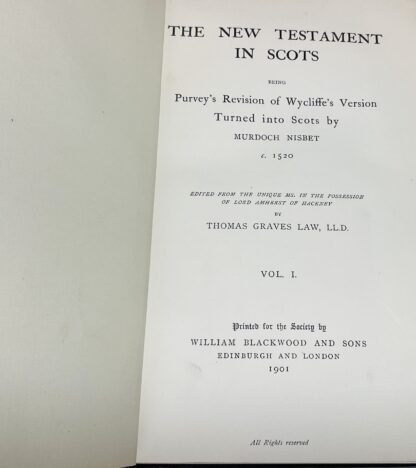 THE NEW TESTAMENT
IN SCOTS
BEING
Purvey's Revision of Wycliffe's Version
Turned into Scots by
MURDOCH NISBET
c. 1520
EDITED FROM THE UNIQUE MS. IN THE POSSESSION
OF LORD AMHERST OF HACKNEY
BY
THOMAS GRAVES LAW, LL.D.
VOL. I.
Printed for the Society by
WILLIAM BLACKWOOD AND SONS
EDINBURGH AND LONDON
1901
All Rights reserved